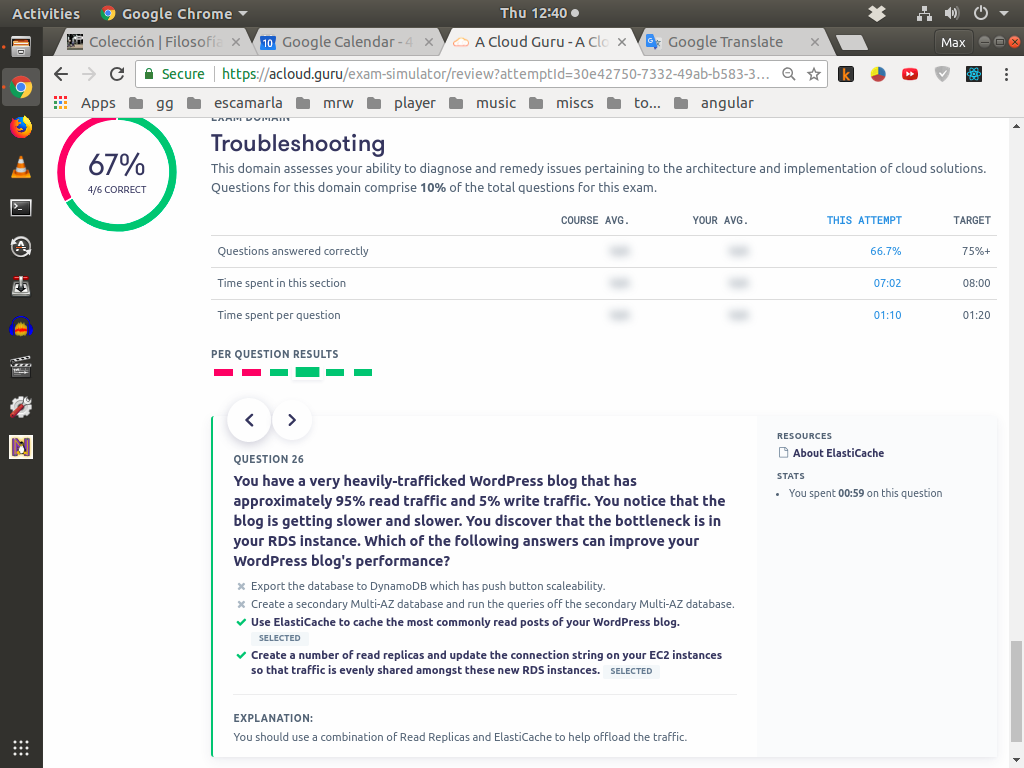 Activities Google Chrome Thu 12:40
Colección | Filosofía Google Calendar - 4 A Cloud Guru - A Clo Google Translate Max
Secure https://acloud.guru/exam-simulator/review?attemptId=30e42750-7332-49ab-b583-3...
Apps gg escamarla mrw player music miscs to... angular
EXAM DOMAIN
67%
4/6 CORRECT
Troubleshooting
This domain assesses your ability to diagnose and remedy issues pertaining to the architecture and implementation of cloud solutions.
Questions for this domain comprise 10% of the total questions for this exam.
COURSE AVG. YOUR AVG. THIS ATTEMPT TARGET
Questions answered correctly 66.7% 75%+
Time spent in this section 07:02 08:00
Time spent per question 01:10 01:20
PER QUESTION RESULTS
QUESTION 26
You have a very heavily-trafficked WordPress blog that has
approximately 95% read traffic and 5% write traffic. You notice that the
blog is getting slower and slower. You discover that the bottleneck is in
your RDS instance. Which of the following answers can improve your
WordPress blog's performance?
Export the database to DynamoDB which has push button scaleability.
Create a secondary Multi-AZ database and run the queries off the secondary Multi-AZ database.
Use ElastiCache to cache the most commonly read posts of your WordPress blog.
SELECTED
Create a number of read replicas and update the connection string on your EC2 instances
so that traffic is evenly shared amongst these new RDS instances. SELECTED
EXPLANATION:
You should use a combination of Read Replicas and ElastiCache to help offload the traffic.
RESOURCES
About ElastiCache
STATS
You spent 00:59 on this question